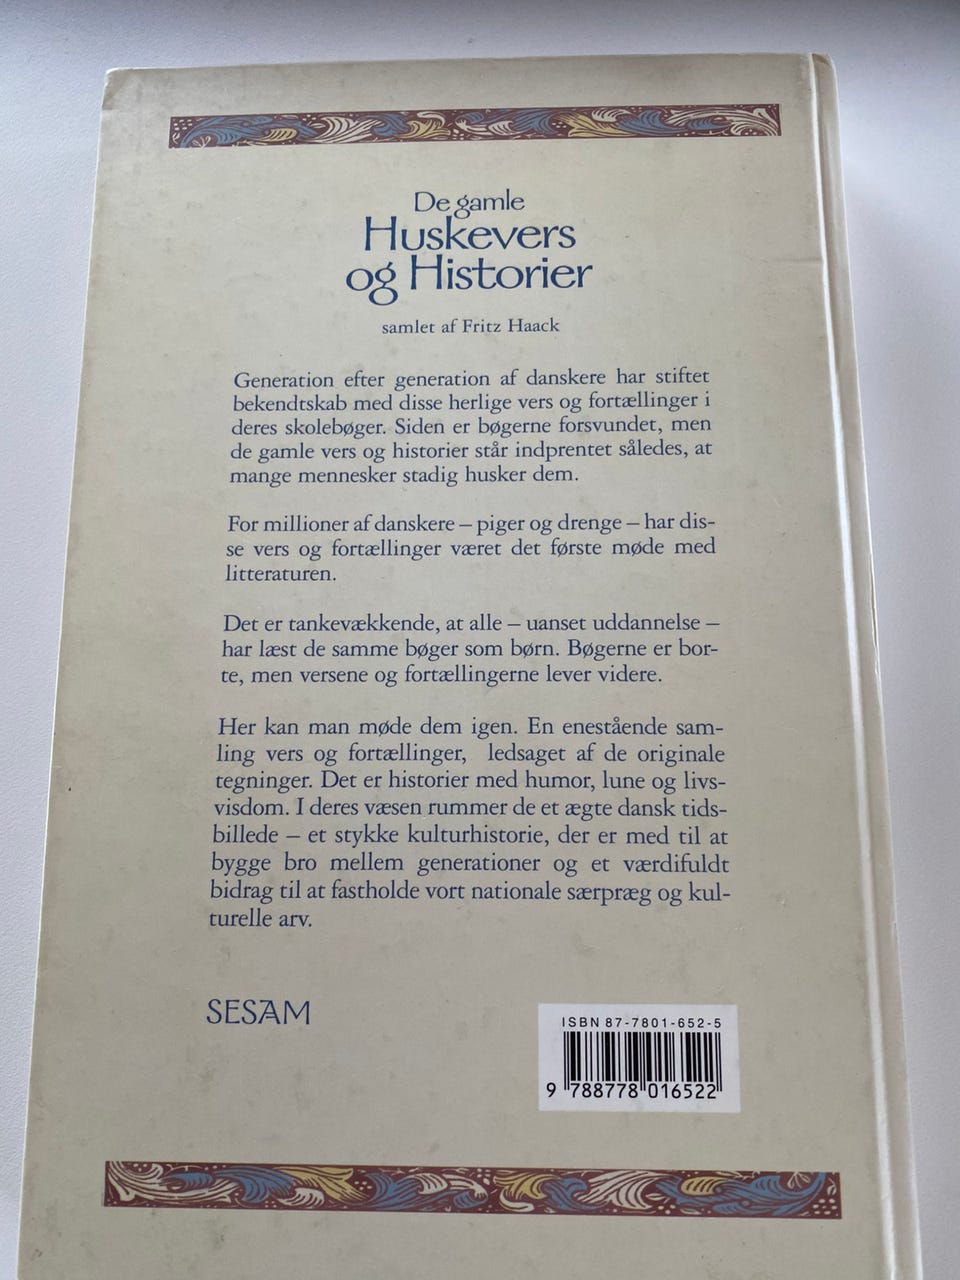 De gamle
Huskevers
og Historier
samlet af Fritz Haack
Generation efter generation af danskere har stiftet
bekendtskab med disse herlige vers og fortællinger i
deres skolebøger. Siden er bøgerne forsvundet, men
de gamle vers og historier står indprentet således, at
mange mennesker stadig husker dem.
For millioner af danskere – piger og drenge – har dis-
se vers og fortællinger været det første møde med
litteraturen.
Det er tankevækkende, at alle – uanset uddannelse –
har læst de samme bøger som børn. Bøgerne er bor-
te, men versene og fortællingerne lever videre.
Her kan man møde dem igen. En enestående sam-
ling vers og fortællinger, ledsaget af de originale
tegninger. Det er historier med humor, lune og livs-
visdom. I deres væsen rummer de et ægte dansk tids-
billede – et stykke kulturhistorie, der er med til at
bygge bro mellem generationer og et værdifuldt
bidrag til at fastholde vort nationale særpræg og kul-
turelle arv.
SESAM
ISBN 87-7801-652-5
9 788778 016522